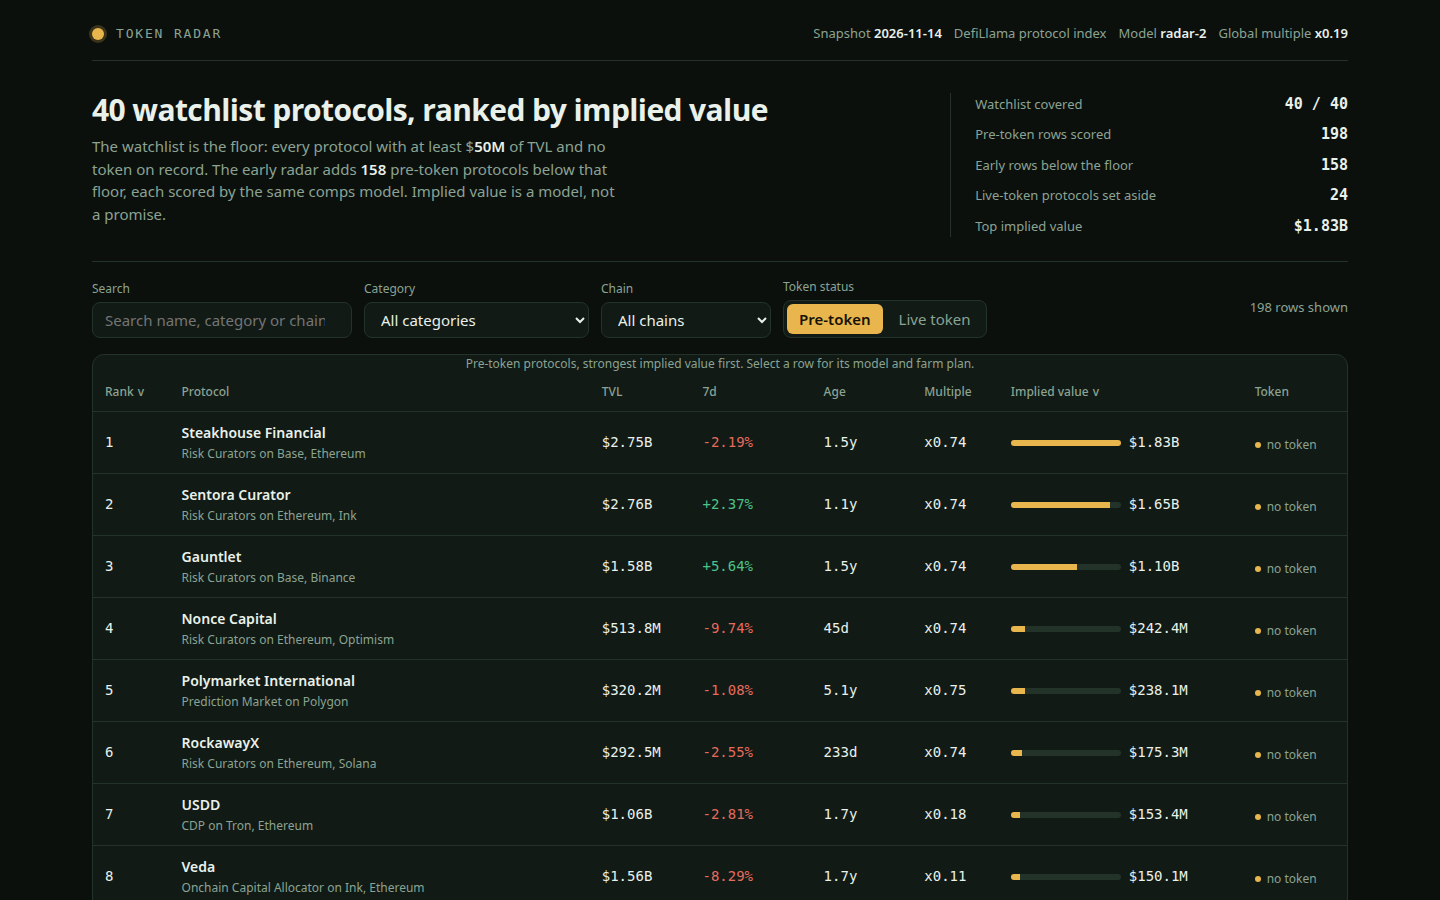 TOKEN RADAR
Snapshot 2026-11-14 DefiLlama protocol index Model radar-2 Global multiple x0.19
40 watchlist protocols, ranked by implied value
The watchlist is the floor: every protocol with at least $50M of TVL and no
token on record. The early radar adds 158 pre-token protocols below that
floor, each scored by the same comps model. Implied value is a model, not
a promise.
Watchlist covered 40 / 40
Pre-token rows scored 198
Early rows below the floor 158
Live-token protocols set aside 24
Top implied value $1.83B
Search Category Chain Token status
Search name, category or chain All categories All chains Pre-token Live token
198 rows shown
Pre-token protocols, strongest implied value first. Select a row for its model and farm plan.
Rank v Protocol TVL 7d Age Multiple Implied value v Token
1 Steakhouse Financial $2.75B -2.19% 1.5y x0.74 $1.83B no token
Risk Curators on Base, Ethereum
2 Sentora Curator $2.76B +2.37% 1.1y x0.74 $1.65B no token
Risk Curators on Ethereum, Ink
3 Gauntlet $1.58B +5.64% 1.5y x0.74 $1.10B no token
Risk Curators on Base, Binance
4 Nonce Capital $513.8M -9.74% 45d x0.74 $242.4M no token
Risk Curators on Ethereum, Optimism
5 Polymarket International $320.2M -1.08% 5.1y x0.75 $238.1M no token
Prediction Market on Polygon
6 RockawayX $292.5M -2.55% 233d x0.74 $175.3M no token
Risk Curators on Ethereum, Solana
7 USDD $1.06B -2.81% 1.7y x0.18 $153.4M no token
CDP on Tron, Ethereum
8 Veda $1.56B -8.29% 1.7y x0.11 $150.1M no token
Onchain Capital Allocator on Ink, Ethereum